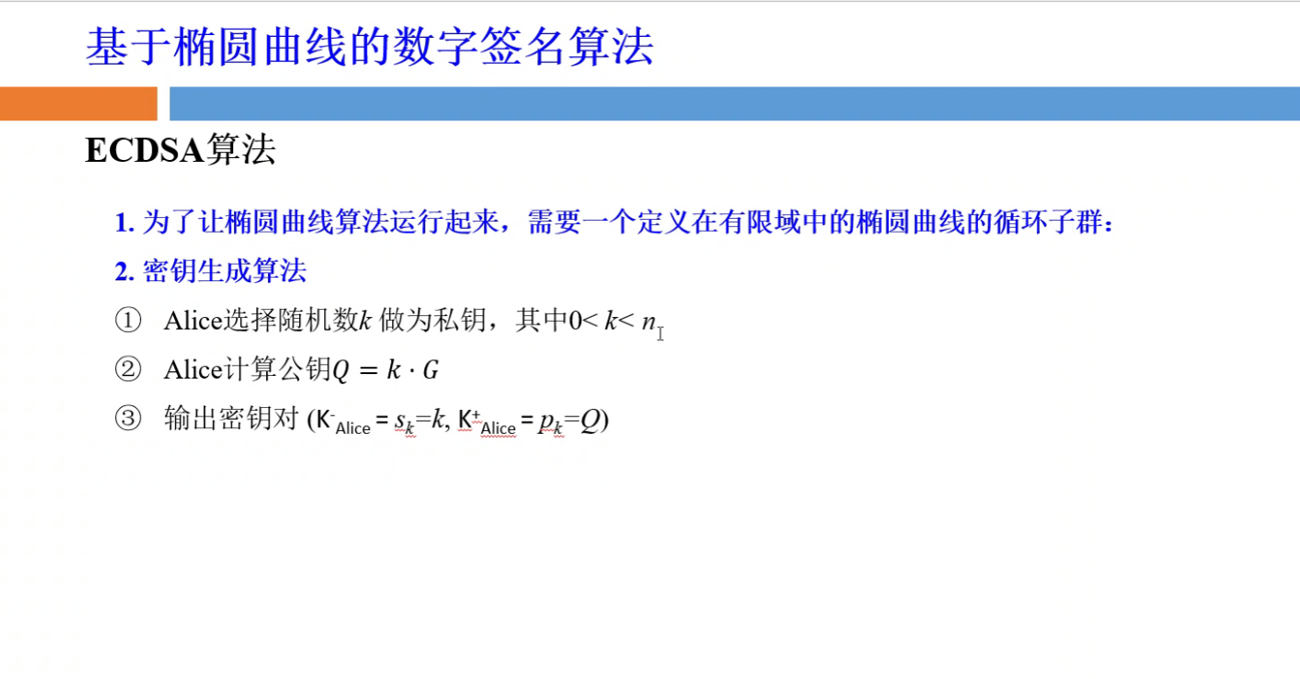 基于椭圆曲线的数字签名算法
ECDSA算法
1. 为了让椭圆曲线算法运行起来，需要一个定义在有限域中的椭圆曲线的循环子群：
2. 密钥生成算法
① Alice选择随机数k 做为私钥，其中0< k< n
② Alice计算公钥Q = k · G
③ 输出密钥对 (K⁻Alice = sk=k, K⁺Alice = pk=Q)